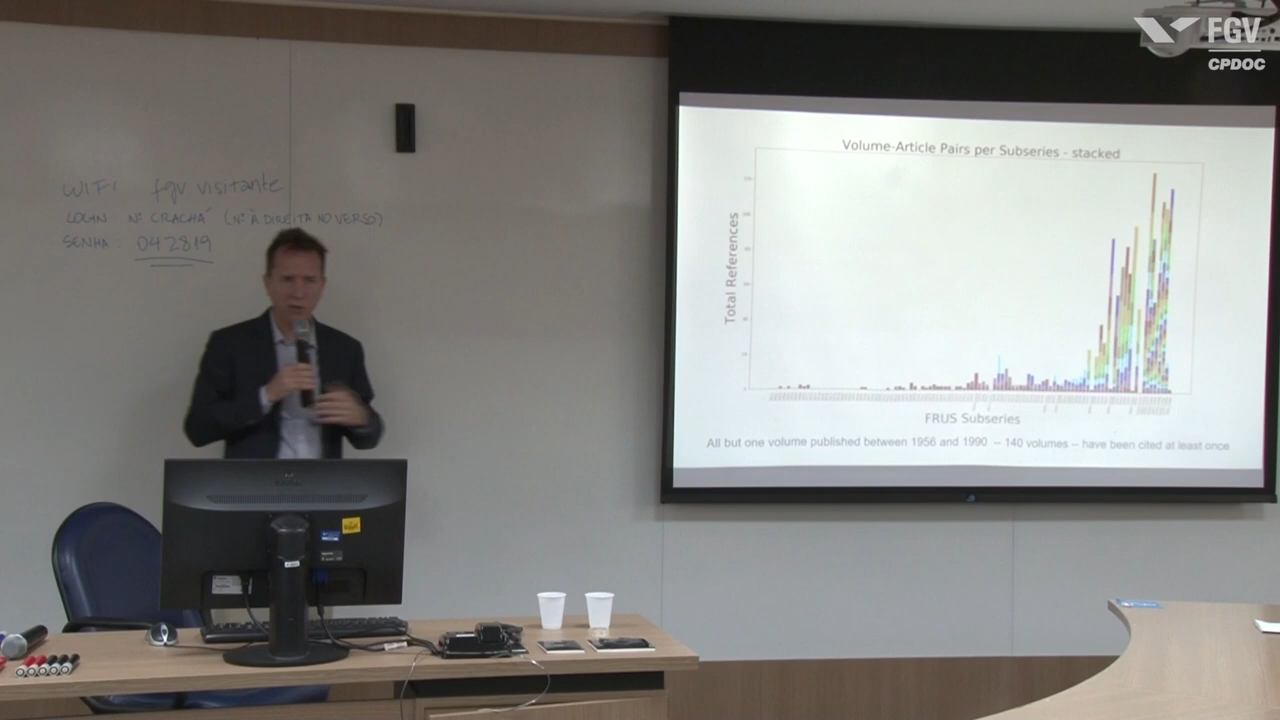 FGV
CPDOC
WIFI fgv visitante
LOGIN Nº CRACHÁ (Nº À DIREITA NO VERSO)
SENHA: 042819
Volume-Article Pairs per Subseries - stacked
Total References
FRUS Subseries
All but one volume published between 1956 and 1990 – 140 volumes – have been cited at least once